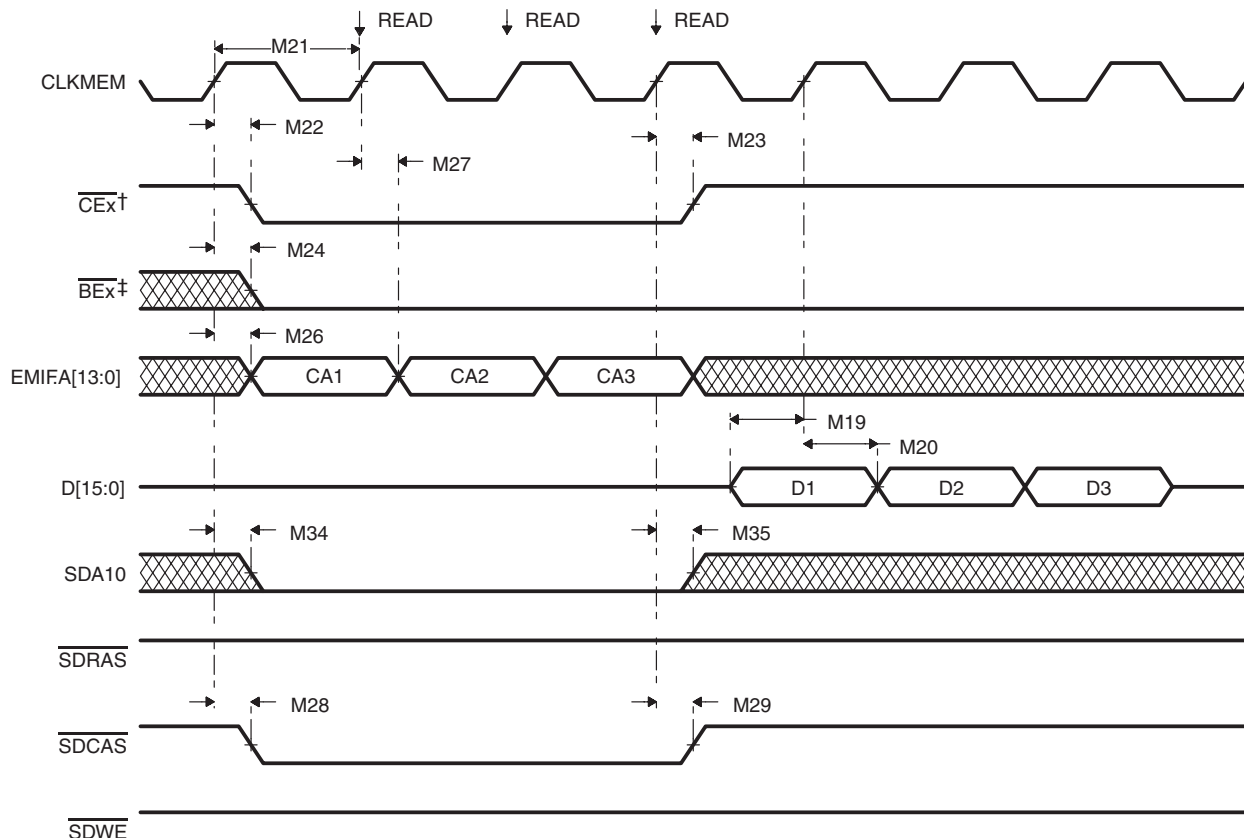 READ READ READ
M21
CLKMEM
M22 M23
M27
CEx†
M24
BEx‡
M26
EMIF.A[13:0] CA1 CA2 CA3
M19
M20
D[15:0] D1 D2 D3
M34 M35
SDA10
SDRAS
M28 M29
SDCAS
SDWE